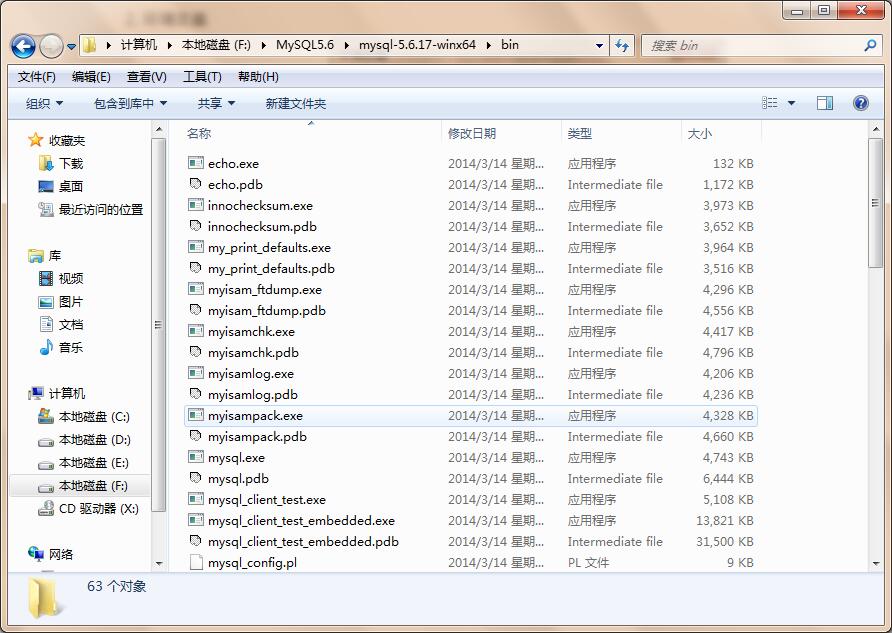 计算机 本地磁盘 (F:) MySQL5.6 mysql-5.6.17-winx64 bin 搜索 bin
文件(F) 编辑(E) 查看(V) 工具(T) 帮助(H)
组织 包含到库中 共享 新建文件夹
收藏夹
下载
桌面
最近访问的位置
库
视频
图片
文档
音乐
计算机
本地磁盘 (C:)
本地磁盘 (D:)
本地磁盘 (E:)
本地磁盘 (F:)
CD 驱动器 (X:)
网络
名称 修改日期 类型 大小
echo.exe 2014/3/14 星期... 应用程序 132 KB
echo.pdb 2014/3/14 星期... Intermediate file 1,172 KB
innochecksum.exe 2014/3/14 星期... 应用程序 3,973 KB
innochecksum.pdb 2014/3/14 星期... Intermediate file 3,652 KB
my_print_defaults.exe 2014/3/14 星期... 应用程序 3,964 KB
my_print_defaults.pdb 2014/3/14 星期... Intermediate file 3,516 KB
myisam_ftdump.exe 2014/3/14 星期... 应用程序 4,296 KB
myisam_ftdump.pdb 2014/3/14 星期... Intermediate file 4,556 KB
myisamchk.exe 2014/3/14 星期... 应用程序 4,417 KB
myisamchk.pdb 2014/3/14 星期... Intermediate file 4,796 KB
myisamlog.exe 2014/3/14 星期... 应用程序 4,206 KB
myisamlog.pdb 2014/3/14 星期... Intermediate file 4,236 KB
myisampack.exe 2014/3/14 星期... 应用程序 4,328 KB
myisampack.pdb 2014/3/14 星期... Intermediate file 4,660 KB
mysql.exe 2014/3/14 星期... 应用程序 4,743 KB
mysql.pdb 2014/3/14 星期... Intermediate file 6,444 KB
mysql_client_test.exe 2014/3/14 星期... 应用程序 5,108 KB
mysql_client_test_embedded.exe 2014/3/14 星期... 应用程序 13,821 KB
mysql_client_test_embedded.pdb 2014/3/14 星期... Intermediate file 31,500 KB
mysql_config.pl 2014/3/14 星期... PL 文件 9 KB
63 个对象